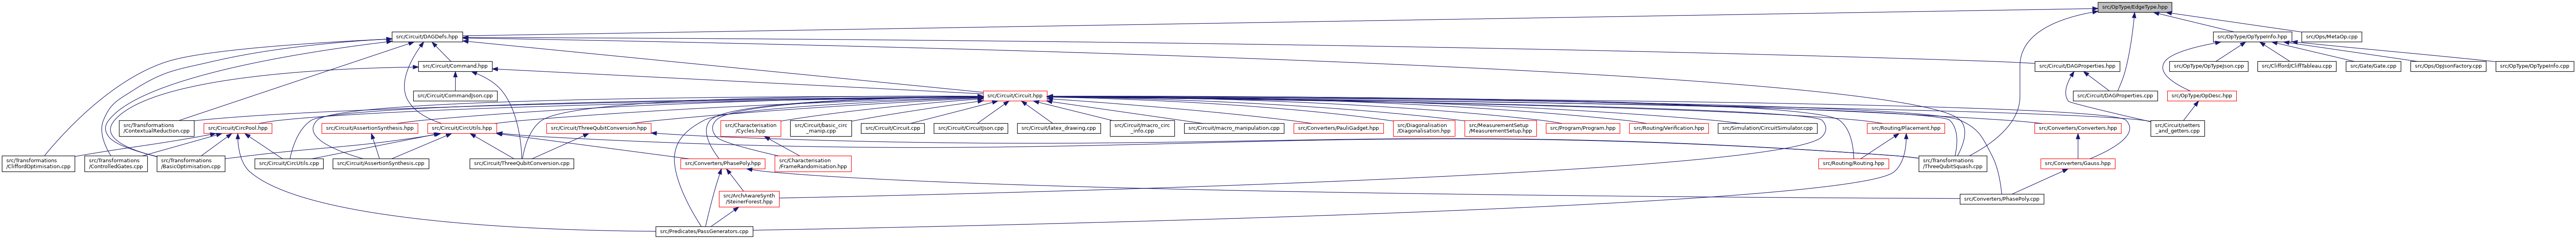 src/OpType/EdgeType.hpp
src/Circuit/DAGDefs.hpp
src/OpType/OpTypeInfo.hpp
src/Ops/MetaOp.cpp
src/Circuit/Command.hpp
src/Circuit/DAGProperties.hpp
src/OpType/OpTypeJson.cpp
src/Clifford/CliffTableau.cpp
src/Gate/Gate.cpp
src/Ops/OpJsonFactory.cpp
src/OpType/OpTypeInfo.cpp
src/Circuit/CommandJson.cpp
src/Circuit/Circuit.hpp
src/Circuit/DAGProperties.cpp
src/OpType/OpDesc.hpp
src/Transformations
/ContextualReduction.cpp
src/Circuit/CircPool.hpp
src/Circuit/AssertionSynthesis.hpp
src/Circuit/CircUtils.hpp
src/Circuit/ThreeQubitConversion.hpp
src/Characterisation
/Cycles.hpp
src/Circuit/basic_circ
_manip.cpp
src/Circuit/Circuit.cpp
src/Circuit/CircuitJson.cpp
src/Circuit/latex_drawing.cpp
src/Circuit/macro_circ
_info.cpp
src/Circuit/macro_manipulation.cpp
src/Converters/PauliGadget.hpp
src/Diagonalisation
/Diagonalisation.hpp
src/MeasurementSetup
/MeasurementSetup.hpp
src/Program/Program.hpp
src/Routing/Verification.hpp
src/Simulation/CircuitSimulator.cpp
src/Routing/Placement.hpp
src/Converters/Converters.hpp
src/Circuit/setters
_and_getters.cpp
src/Transformations
/CliffordOptimisation.cpp
src/Transformations
/ControlledGates.cpp
src/Transformations
/BasicOptimisation.cpp
src/Circuit/CircUtils.cpp
src/Circuit/AssertionSynthesis.cpp
src/Circuit/ThreeQubitConversion.cpp
src/Converters/PhasePoly.hpp
src/Characterisation
/FrameRandomisation.hpp
src/Routing/Routing.hpp
src/Transformations
/ThreeQubitSquash.cpp
src/Converters/Gauss.hpp
src/ArchAwareSynth
/SteinerForest.hpp
src/Converters/PhasePoly.cpp
src/Predicates/PassGenerators.cpp